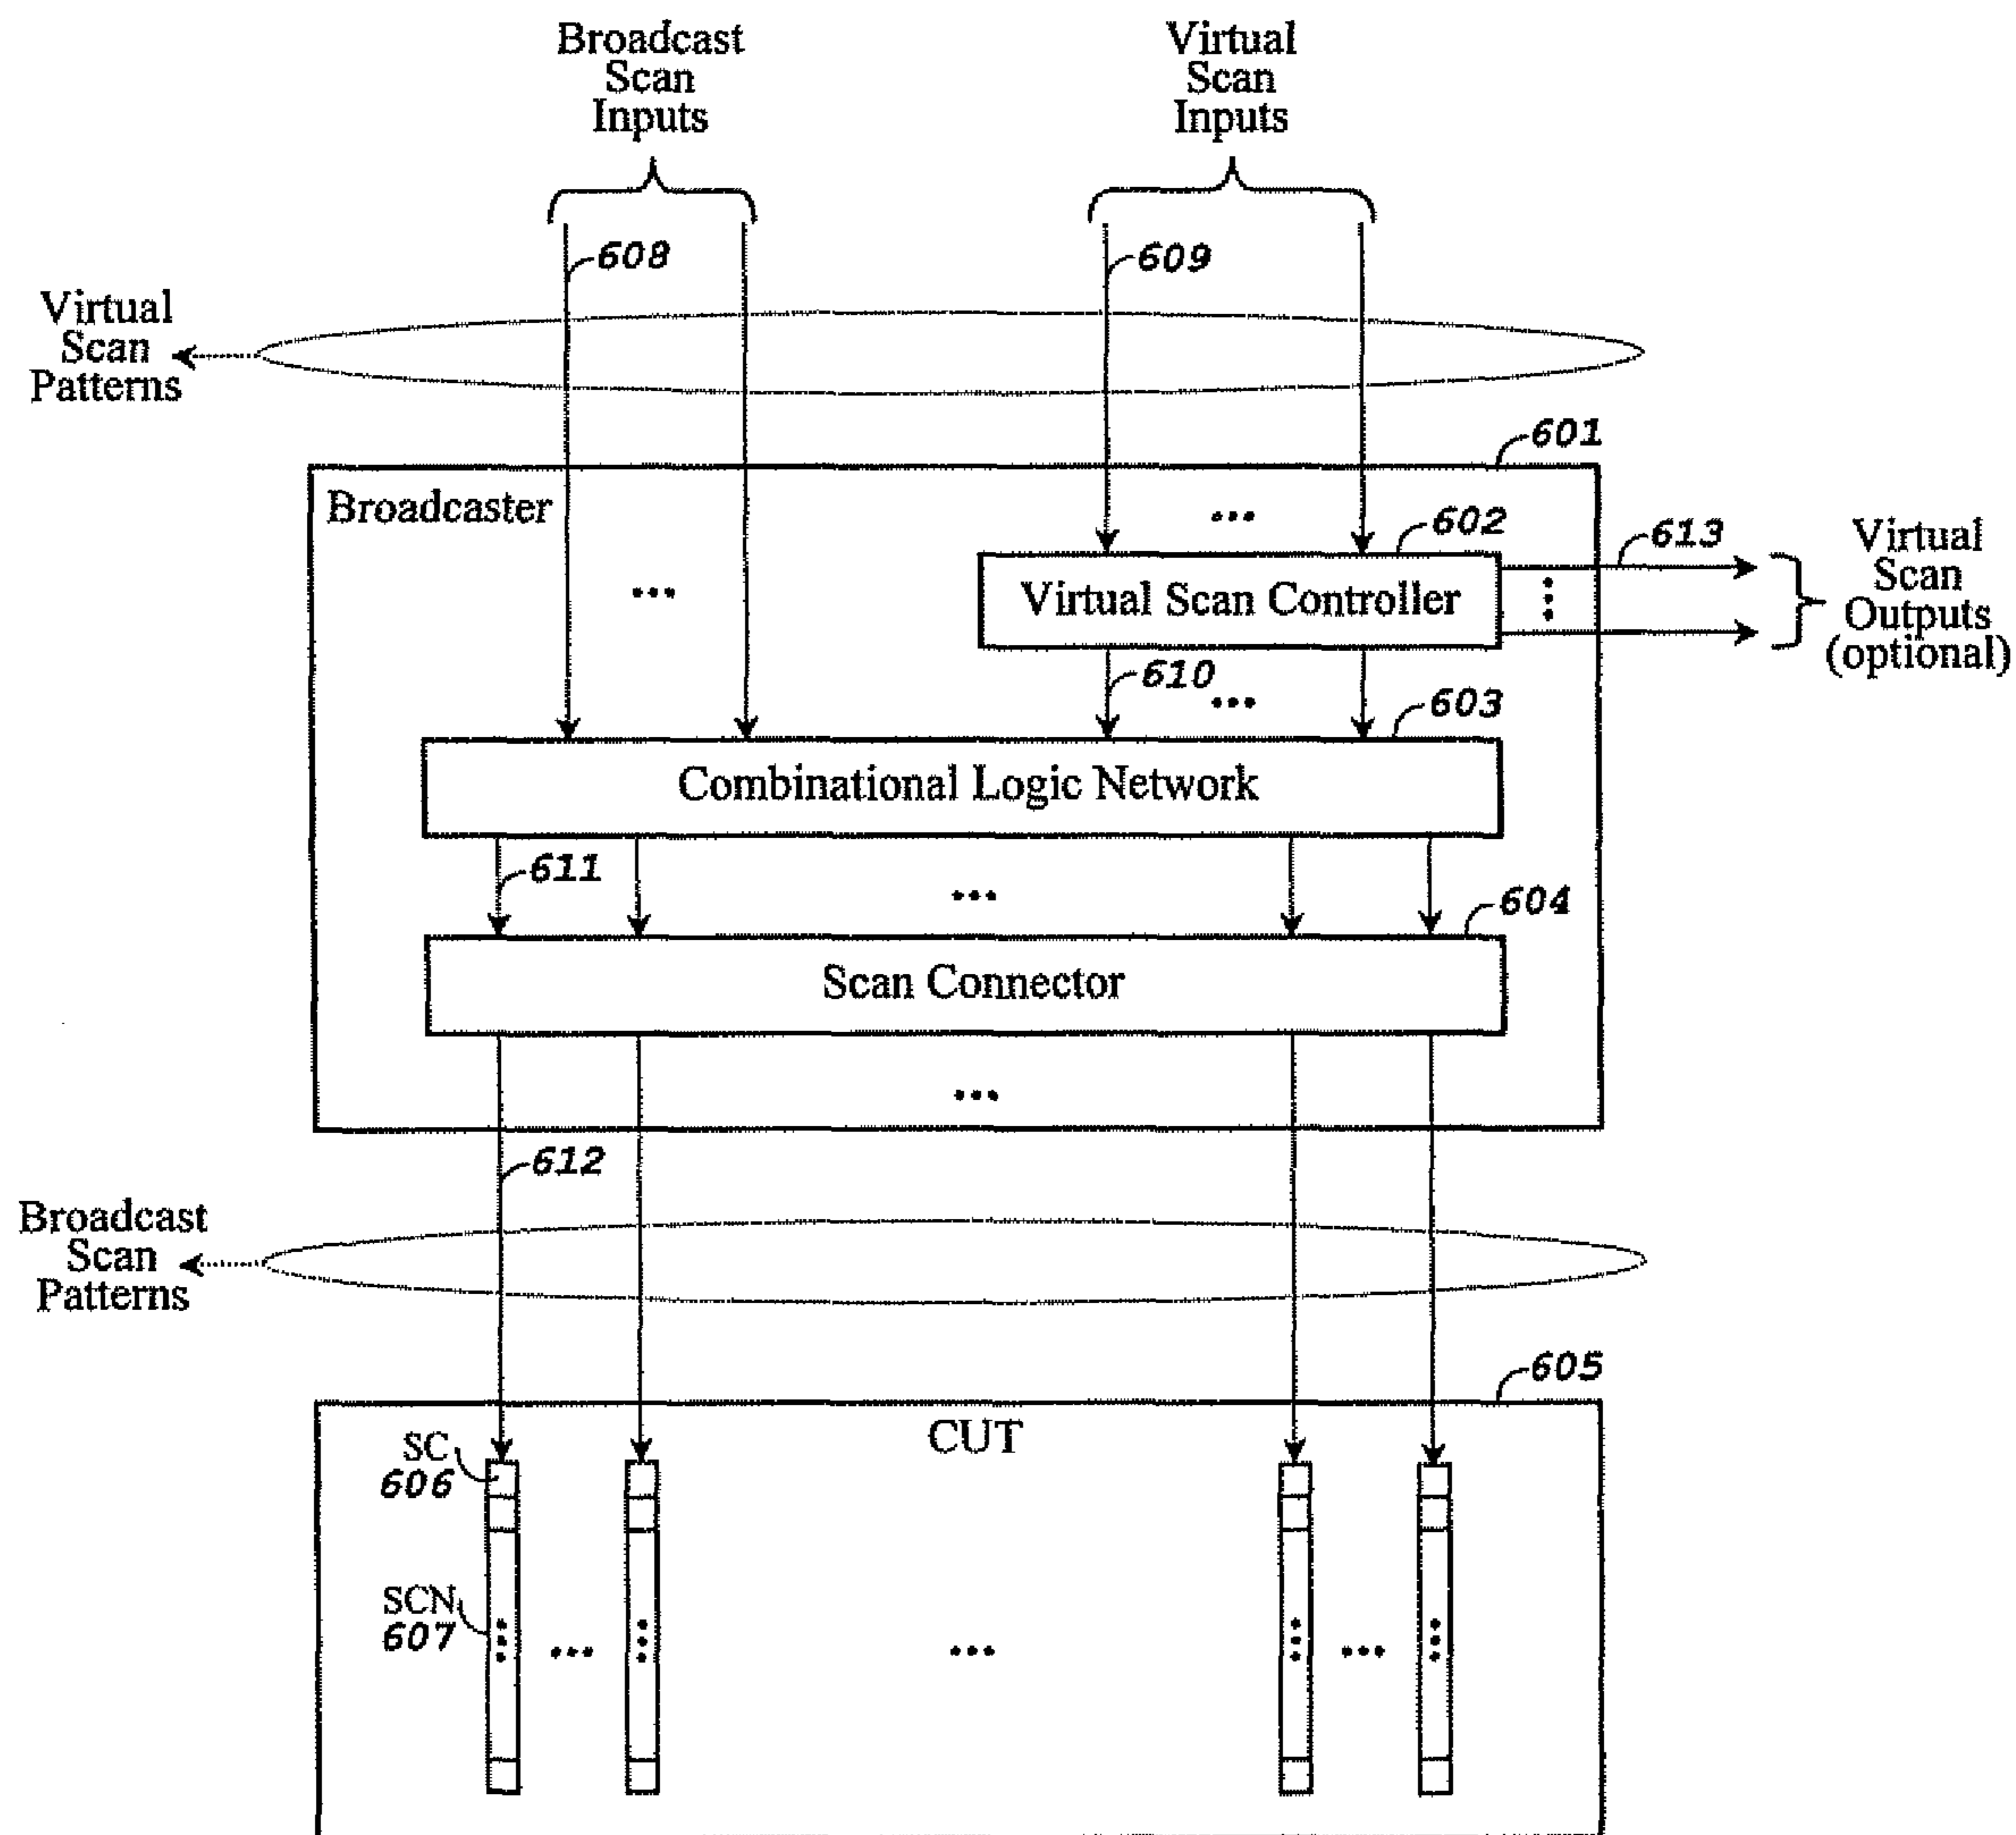 Broadcast
Scan
Inputs
Virtual
Scan
Inputs
608
609
Virtual
Scan
Patterns
601
Broadcaster
...
602
613
Virtual
Scan
Outputs
(optional)
...
Virtual Scan Controller
610
...
603
Combinational Logic Network
611
...
604
Scan Connector
...
612
Broadcast
Scan
Patterns
605
CUT
SC
606
SCN
607
...
...
...